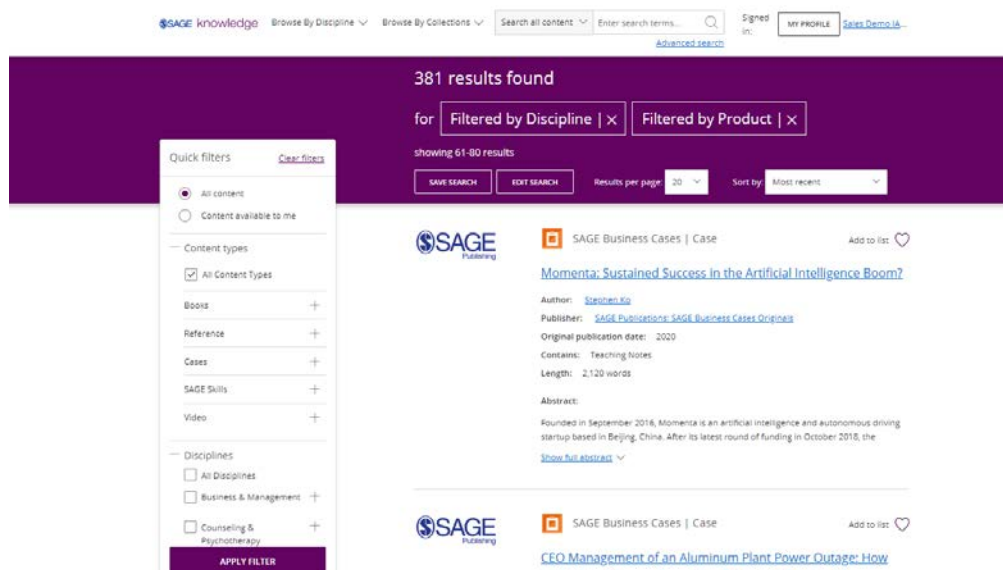 SAGE knowledge
Browse By Discipline
Browse By Collections
Search all content
Enter search terms...
Signed in:
MY PROFILE
Sales Demo IA...
Advanced search
381 results found
for Filtered by Discipline | × Filtered by Product | ×
showing 61-80 results
SAVE SEARCH
EDIT SEARCH
Results per page: 20
Sort by: Most recent
Quick filters
Clear filters
All content
Content available to me
Content types
All Content Types
Books
Reference
Cases
SAGE Skills
Video
Disciplines
All Disciplines
Business & Management
Counseling &
Psychotherapy
APPLY FILTER
SAGE
Publishing
SAGE Business Cases | Case
Add to list
Momenta: Sustained Success in the Artificial Intelligence Boom?
Author: Stephen Ko
Publisher: SAGE Publications: SAGE Business Cases Originals
Original publication date: 2020
Contains: Teaching Notes
Length: 2,120 words
Abstract:
Founded in September 2016, Momenta is an artificial intelligence and autonomous driving
startup based in Beijing, China. After its latest round of funding in October 2018, the
Show full abstract
SAGE
Publishing
SAGE Business Cases | Case
Add to list
CEO Management of an Aluminum Plant Power Outage: How